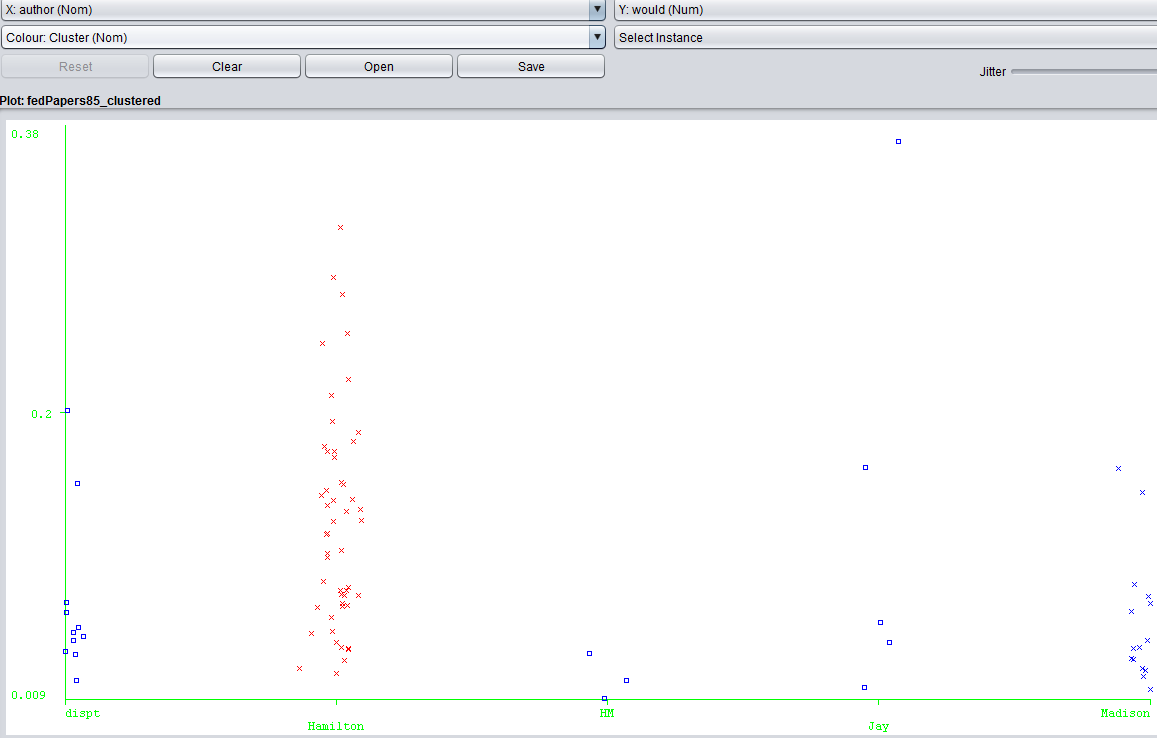 X: author (Nom)
Y: would (Num)
Colour: Cluster (Nom)
Select Instance
Reset
Clear
Open
Save
Jitter
Plot: fedPapers85_clustered
0.38
0.2
0.009
dispt
Hamilton
HM
Jay
Madison